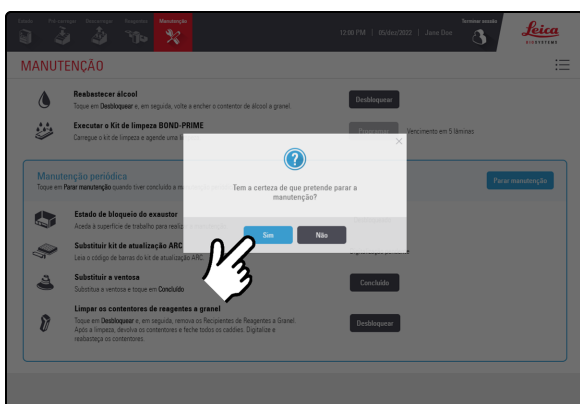 Estado
Pré-carregar
Descarregar
Recipientes
Manutenção
12:00 PM | 05/dez/2022 | Jane Doe
Terminar sessão
Leica
BIOSYSTEMS
MANUTENÇÃO
Reabastecer álcool
Toque em Desbloquear e, em seguida, volte a encher o contentor de álcool a granel.
Desbloquear
Executar o Kit de limpeza BOND-PRIME
Carregue o kit de limpeza e agende uma li
Programar
Vencimento em 5 lâminas
Manutenção periódica
Toque em Parar manutenção quando tiver concluído a m
Parar manutenção
Tem a certeza de que pretende parar a
manutenção?
Sim
Não
Estado de bloqueio do exaustor
Aceda à superfície de trabalho para realiz
Substituir kit de atualização ARC
Leia o código de barras do kit de atualização ARC.
Substituir a ventosa
Substitua a ventosa e toque em Concluído
Concluído
Limpar os contentores de reagentes a granel
Toque em Desbloquear e, em seguida, remova os Recipientes de Reagentes a Granel.
Após a limpeza, devolva os contentores e feche todos os caddies. Digitalize e
reabasteça os contentores.
Desbloquear